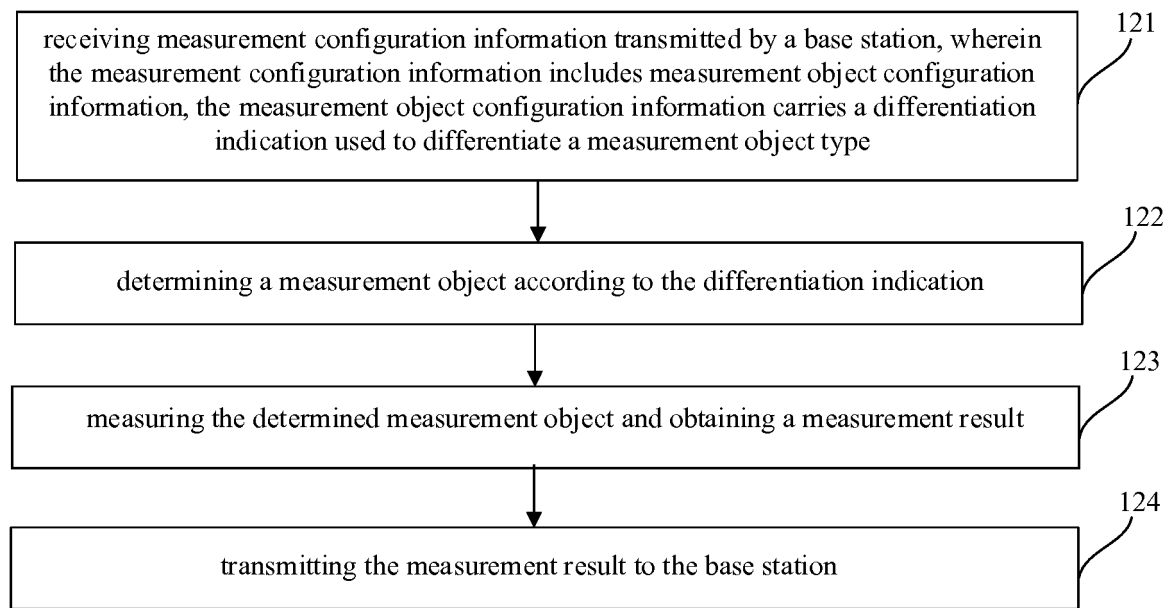 receiving measurement configuration information transmitted by a base station, wherein
the measurement configuration information includes measurement object configuration
information, the measurement object configuration information carries a differentiation
indication used to differentiate a measurement object type
121
122
determining a measurement object according to the differentiation indication
123
measuring the determined measurement object and obtaining a measurement result
124
transmitting the measurement result to the base station